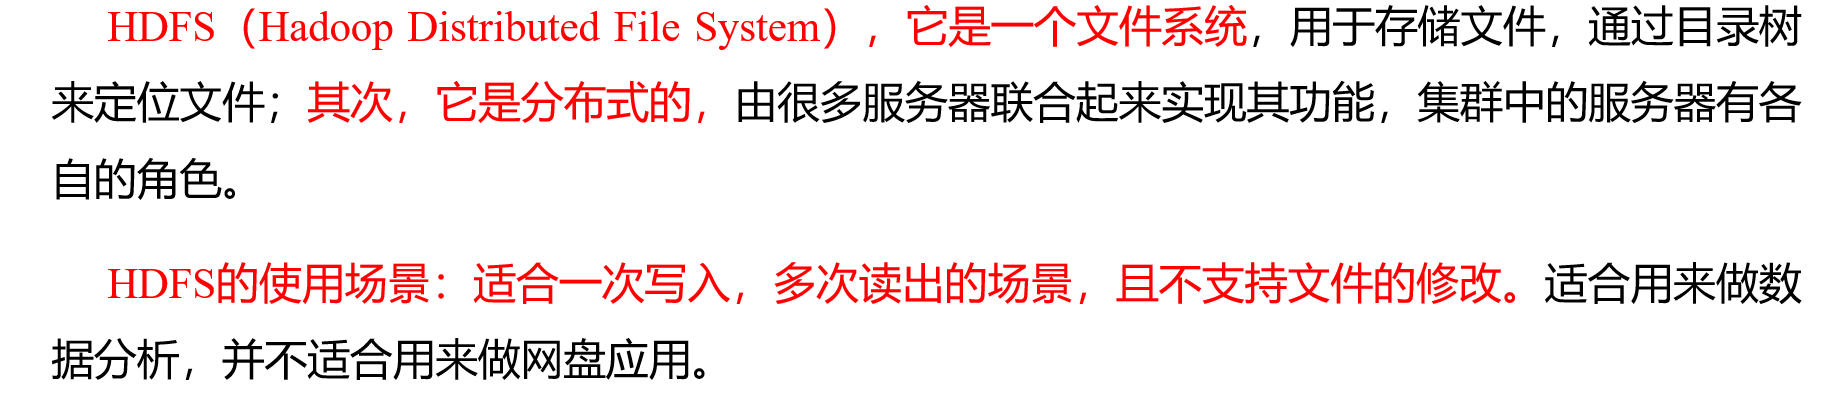 HDFS（Hadoop Distributed File System），它是一个文件系统，用于存储文件，通过目录树
来定位文件；其次，它是分布式的，由很多服务器联合起来实现其功能，集群中的服务器有各
自的角色。
HDFS的使用场景：适合一次写入，多次读出的场景，且不支持文件的修改。适合用来做数
据分析，并不适合用来做网盘应用。